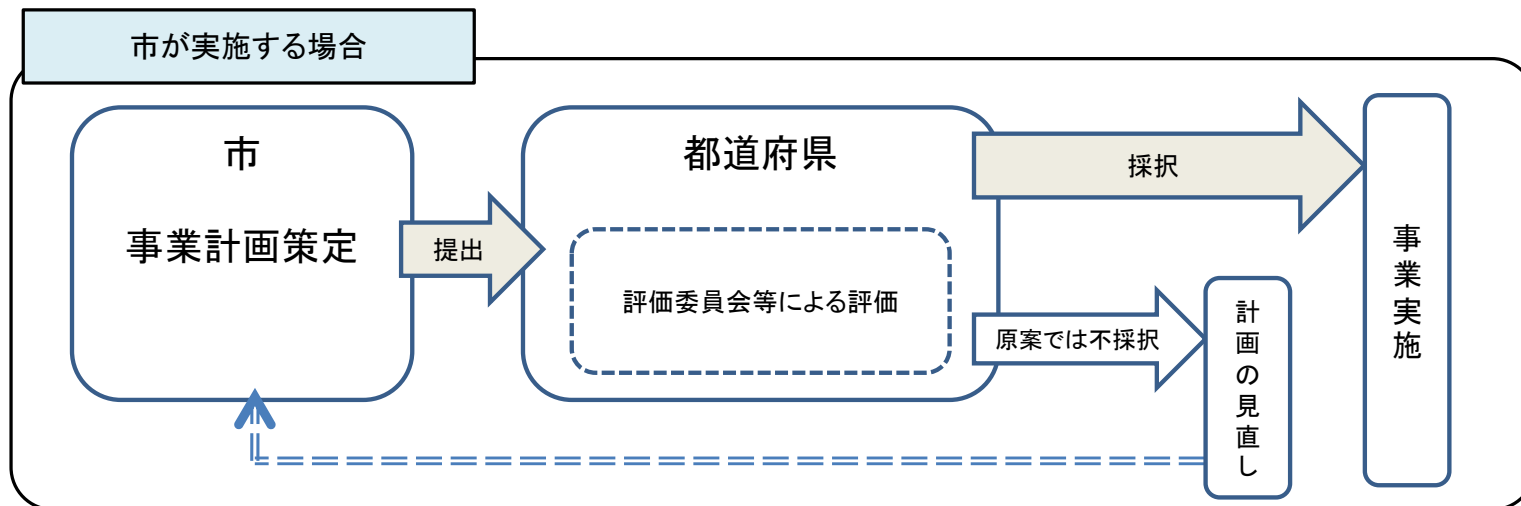 市が実施する場合
市
事業計画策定
提出
都道府県
評価委員会等による評価
採択
原案では不採択
計画の見直し
事業実施